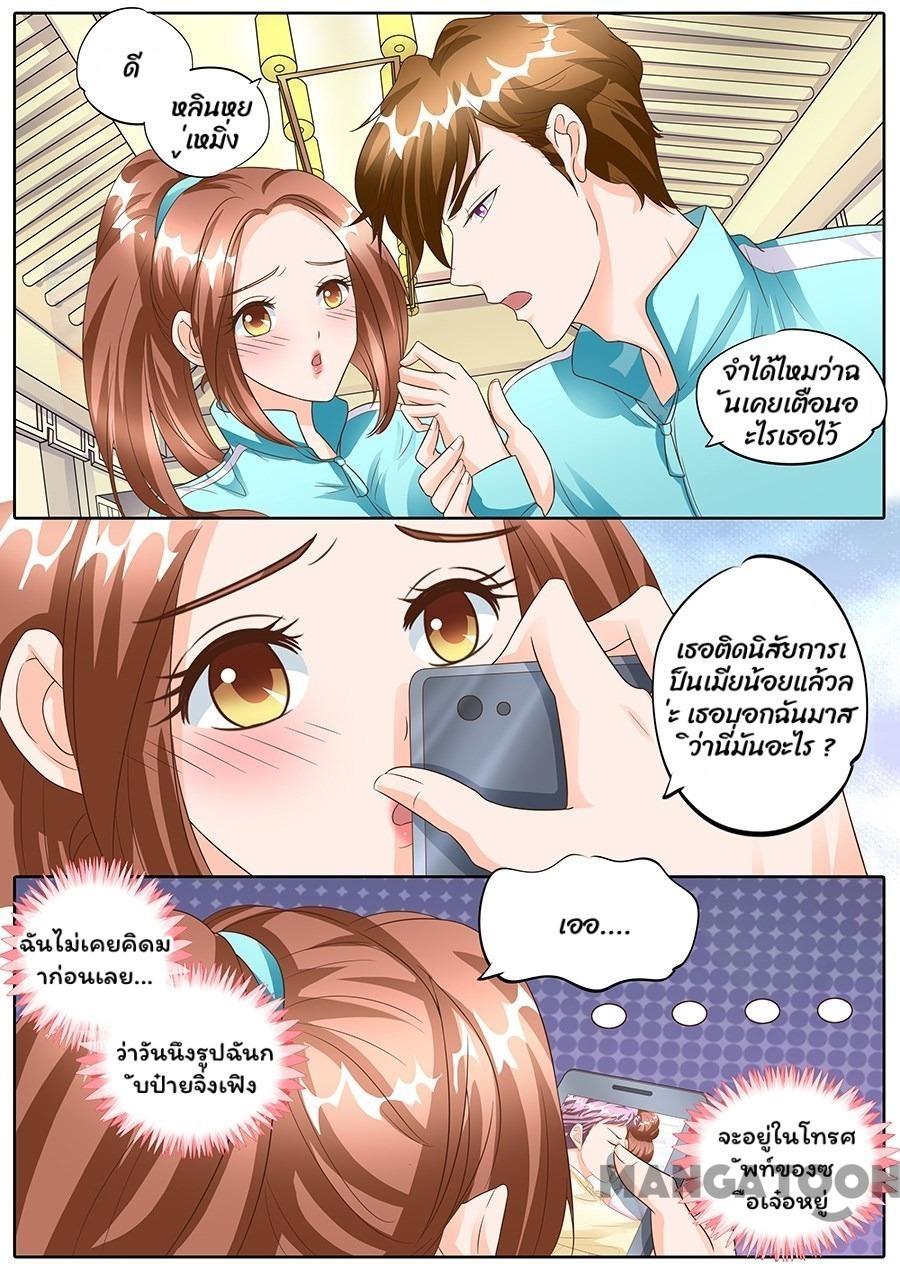 ดี
หลินหย
ู่เหมิ่ง
จำได้ไหมว่าฉ
ันเคยเตือนอ
ะไรเธอไว้
เธอติดนิสัยการเ
ป็นเมียน้อยแล้วล
่ะ เธอบอกฉันมาส
ิว่านี่มันอะไร ?
เออ....
ฉันไม่เคยคิดม
าก่อนเลย...
ว่าวันนึงรูปฉันก
ับป๋ายจิ่งเฟิง
จะอยู่ในโทรศ
ัพท์ของซ
ือเจ๋อหยู่
MANGATOON